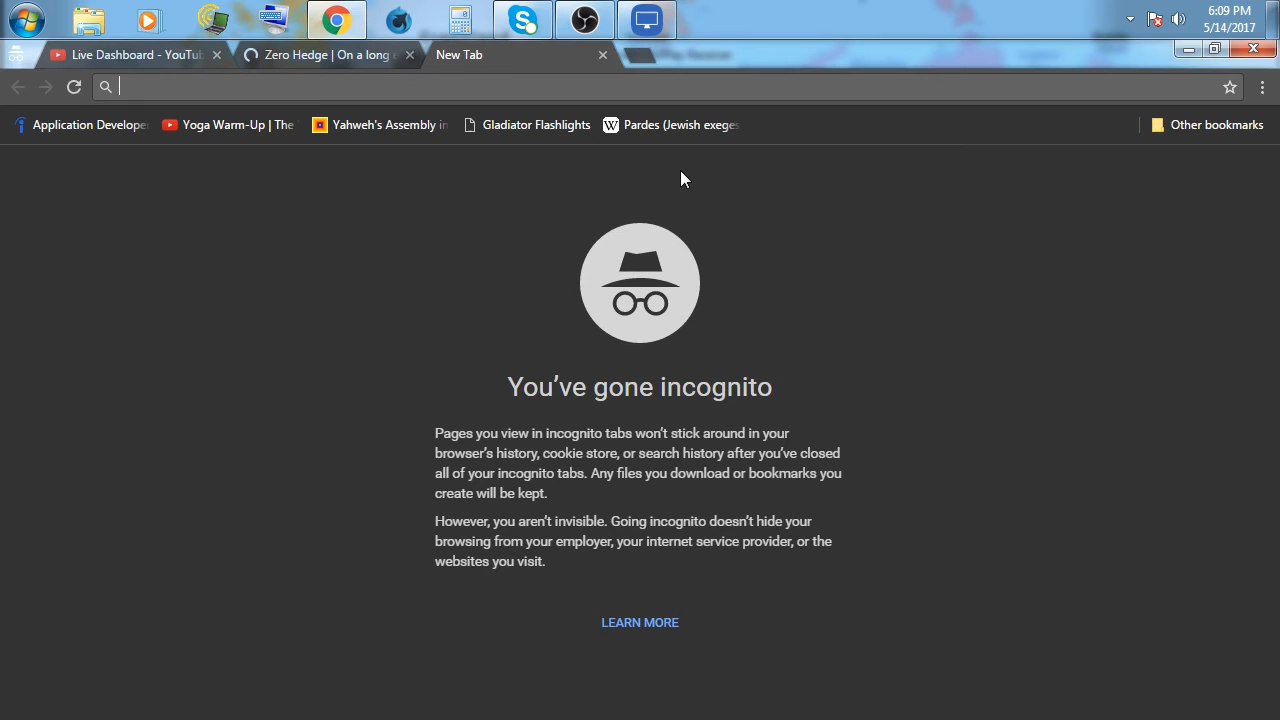 6:09 PM
5/14/2017
Live Dashboard - YouTu
Zero Hedge | On a long
New Tab
Application Develope
Yoga Warm-Up | The
Yahweh's Assembly in
Gladiator Flashlights
Pardes (Jewish exeges
Other bookmarks
You've gone incognito
Pages you view in incognito tabs won't stick around in your
browser's history, cookie store, or search history after you've closed
all of your incognito tabs. Any files you download or bookmarks you
create will be kept.
However, you aren't invisible. Going incognito doesn't hide your
browsing from your employer, your internet service provider, or the
websites you visit.
LEARN MORE